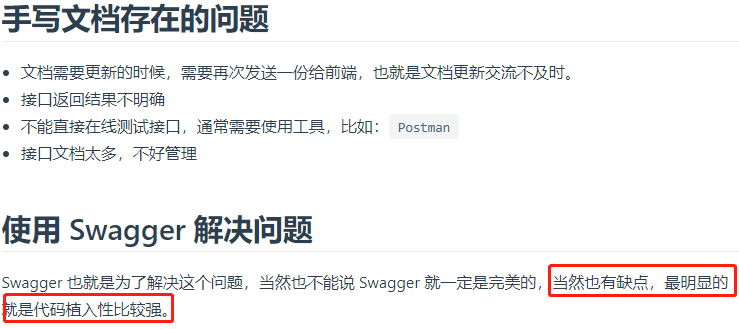 手写文档存在的问题
文档需要更新的时候，需要再次发送一份给前端，也就是文档更新交流不及时。
接口返回结果不明确
不能直接在线测试接口，通常需要使用工具，比如： Postman
接口文档太多，不好管理
使用 Swagger 解决问题
Swagger 也就是为了解决这个问题，当然也不能说 Swagger 就一定是完美的，当然也有缺点，最明显的
就是代码植入性比较强。